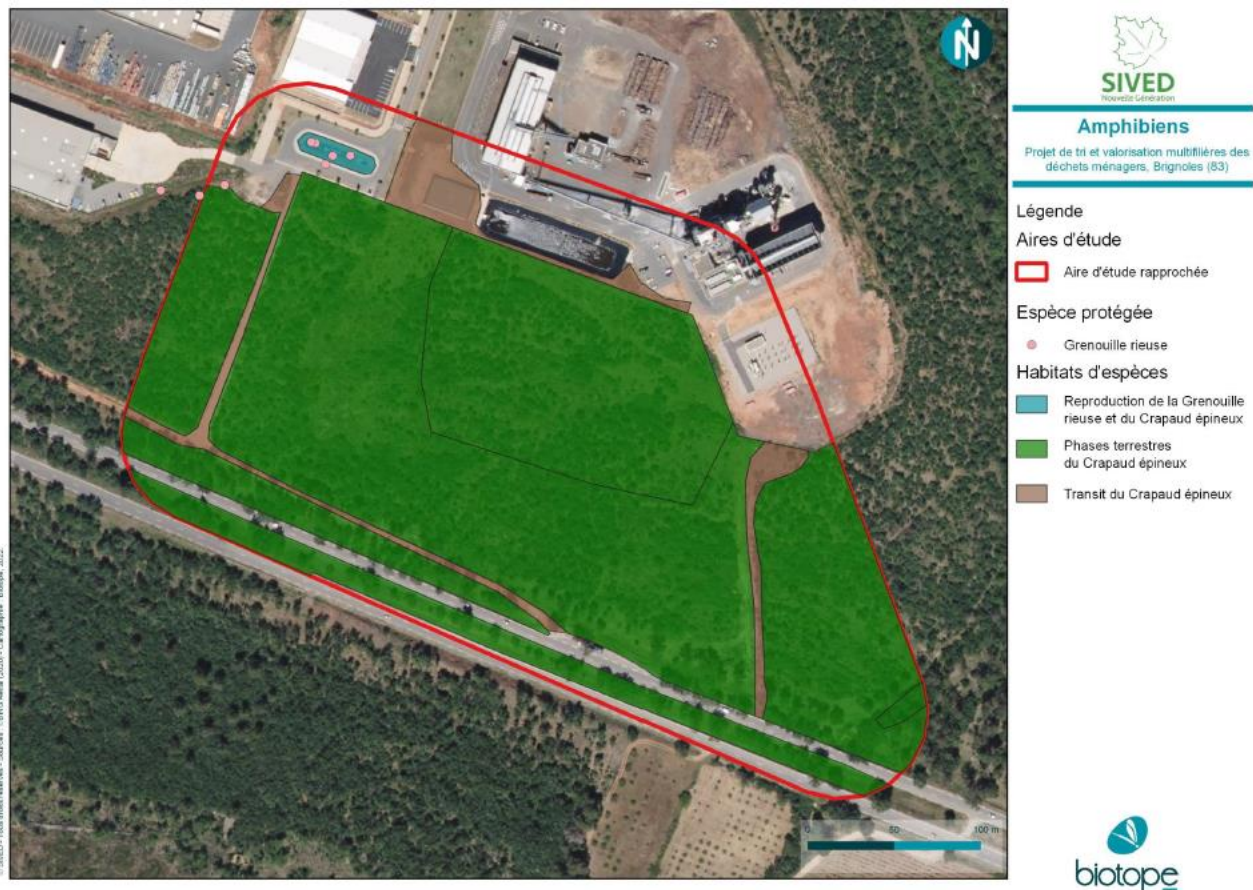 N
SIVED
Nouvelle Génération
Amphibiens
Projet de tri et valorisation multifilières des
déchets ménagers, Brignoles (83)
Légende
Aires d'étude
Aire d'étude rapprochée
Espèce protégée
Grenouille rieuse
Habitats d'espèces
Reproduction de la Grenouille
rieuse et du Crapaud épineux
Phases terrestres
du Crapaud épineux
Transit du Crapaud épineux
0 50 100 m
biotope